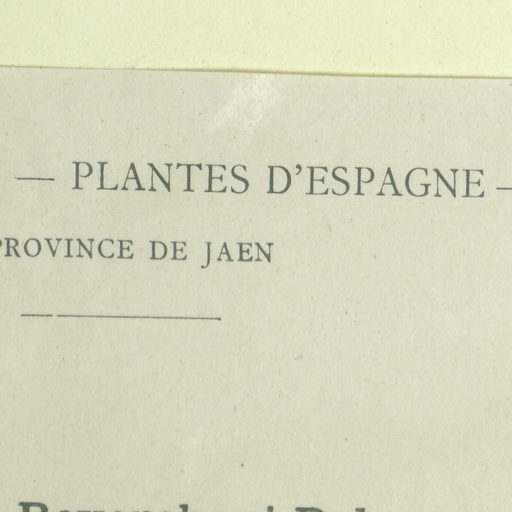 — PLANTES D'ESPAGNE —
PROVINCE DE JAEN